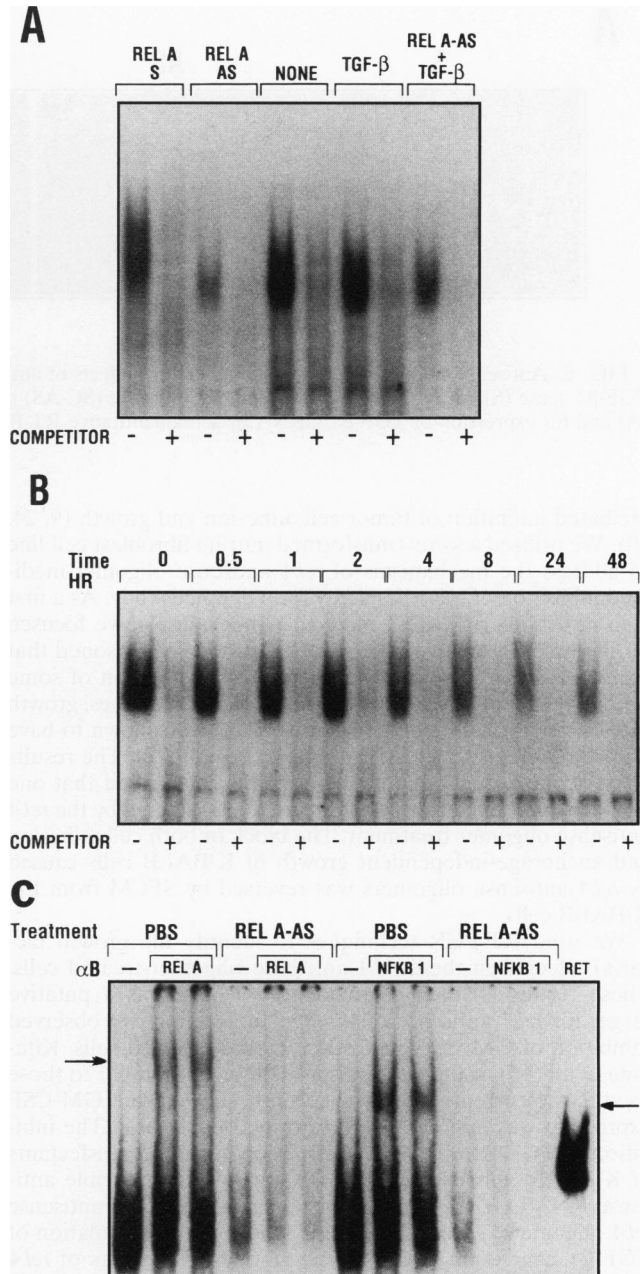 A
REL A
S
REL A
AS
NONE
TGF-β
REL A-AS
+
TGF-β
COMPETITOR - + - + - + - + - +
B
Time
HR
0 0.5 2 4 8 24 48
COMPETITOR + + + + + + + - +
C
Treatment PBS REL A-AS PBS REL A-AS
αB REL A REL A NFKB 1 NFKB 1 RET